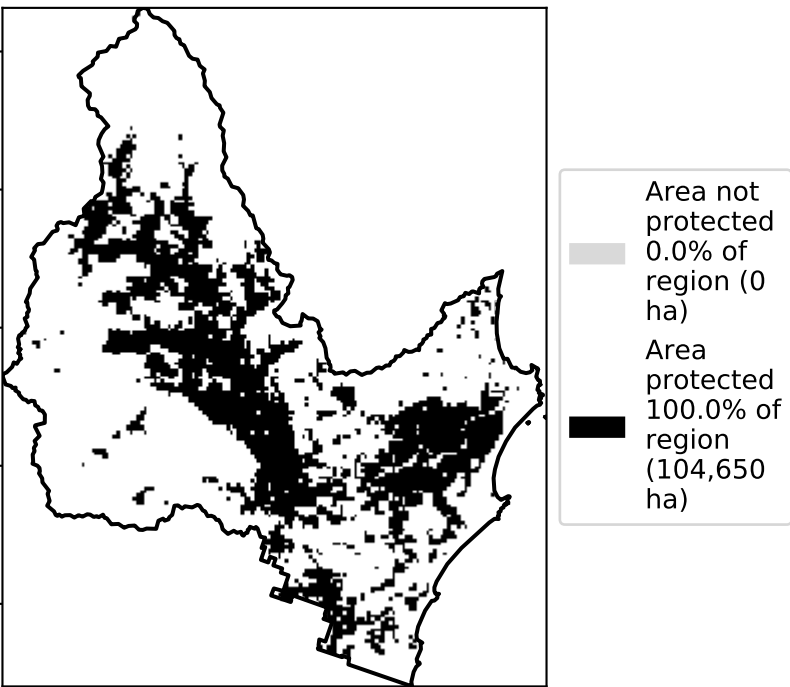 Area not
protected
0.0% of
region (0
ha)
Area
protected
100.0% of
region
(104,650
ha)